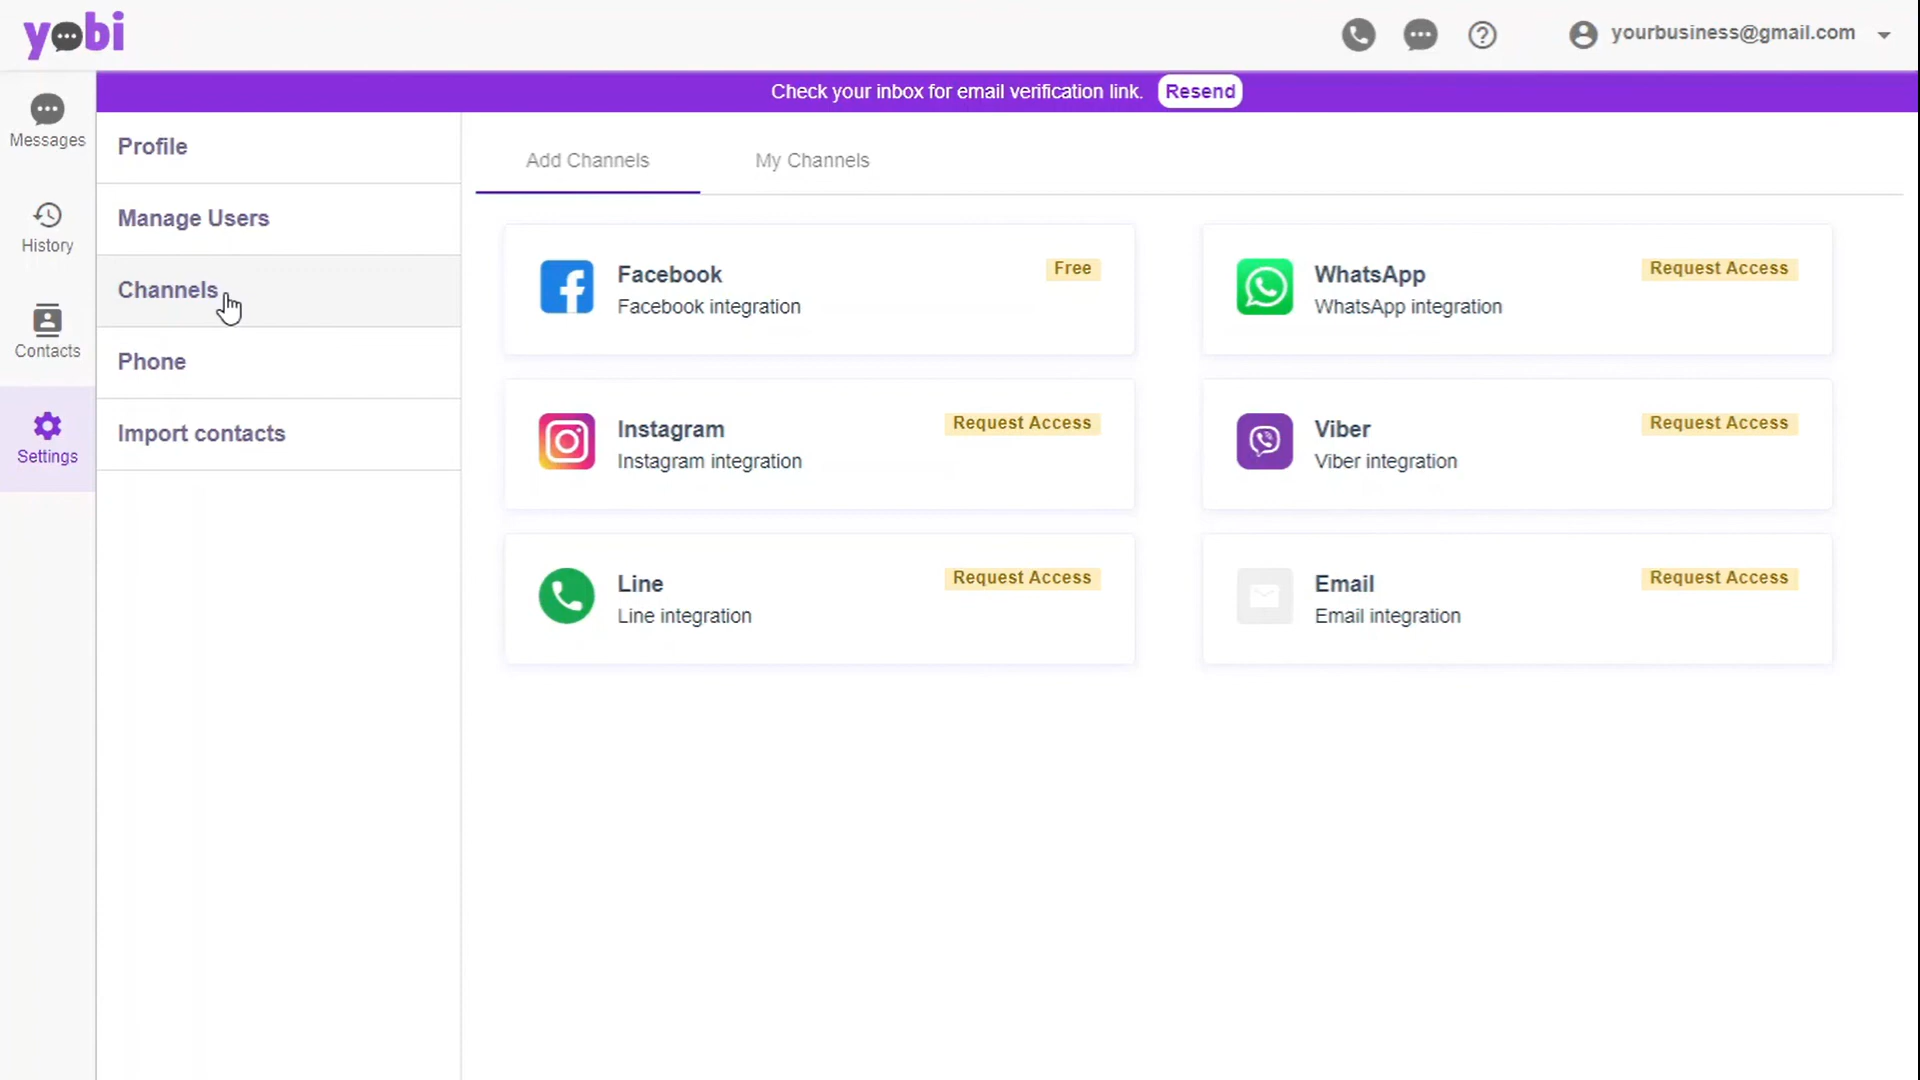 yobi
yourbusiness@gmail.com
Check your inbox for email verification link. Resend
Messages
History
Contacts
Settings
Profile
Manage Users
Channels
Phone
Import contacts
Add Channels
My Channels
Facebook
Free
Facebook integration
WhatsApp
Request Access
WhatsApp integration
Instagram
Request Access
Instagram integration
Viber
Request Access
Viber integration
Line
Request Access
Line integration
Email
Request Access
Email integration